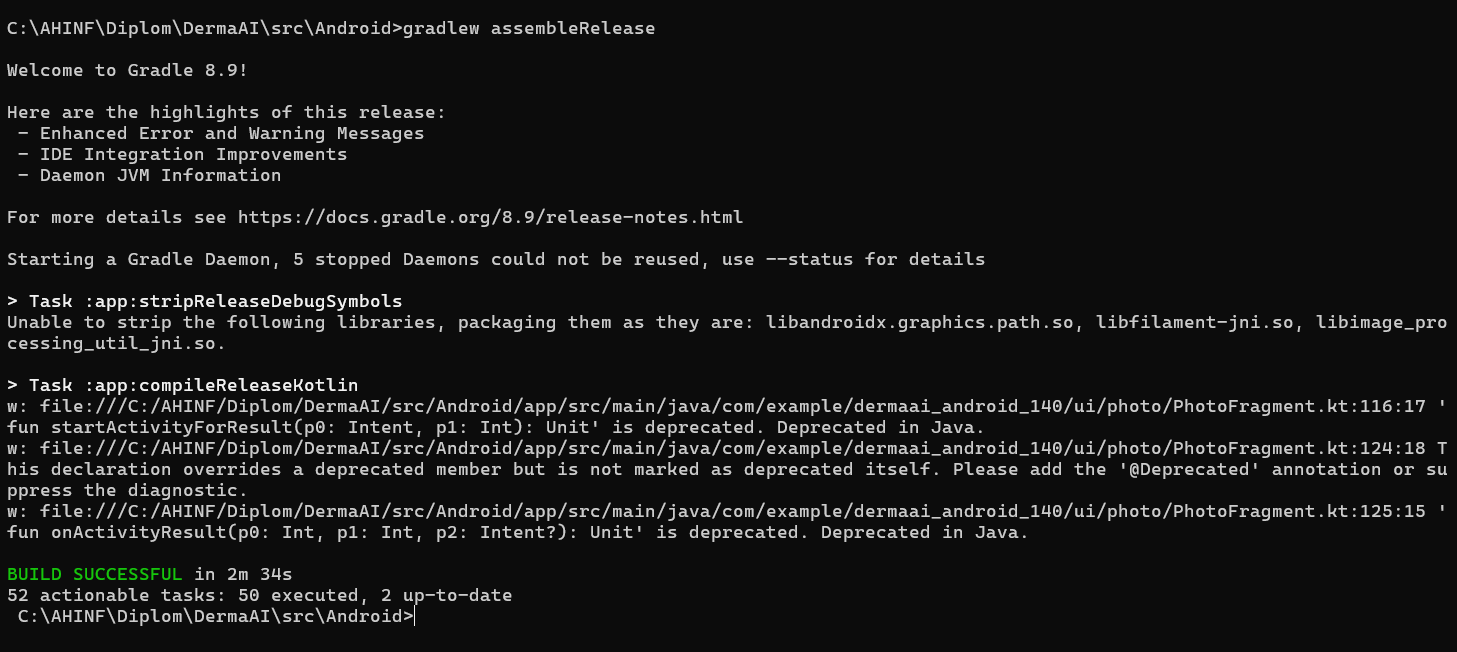 C:\AHINF\Diplom\DermaAI\src\Android>gradlew assembleRelease
Welcome to Gradle 8.9!
Here are the highlights of this release:
 - Enhanced Error and Warning Messages
 - IDE Integration Improvements
 - Daemon JVM Information
For more details see https://docs.gradle.org/8.9/release-notes.html
Starting a Gradle Daemon, 5 stopped Daemons could not be reused, use --status for details
> Task :app:stripReleaseDebugSymbols
Unable to strip the following libraries, packaging them as they are: libandroidx.graphics.path.so, libfilament-jni.so, libimage_pro
cessing_util_jni.so.
> Task :app:compileReleaseKotlin
w: file:///C:/AHINF/Diplom/DermaAI/src/Android/app/src/main/java/com/example/dermaai_android_140/ui/photo/PhotoFragment.kt:116:17 '
fun startActivityForResult(p0: Intent, p1: Int): Unit' is deprecated. Deprecated in Java.
w: file:///C:/AHINF/Diplom/DermaAI/src/Android/app/src/main/java/com/example/dermaai_android_140/ui/photo/PhotoFragment.kt:124:18 T
his declaration overrides a deprecated member but is not marked as deprecated itself. Please add the '@Deprecated' annotation or su
ppress the diagnostic.
w: file:///C:/AHINF/Diplom/DermaAI/src/Android/app/src/main/java/com/example/dermaai_android_140/ui/photo/PhotoFragment.kt:125:15 '
fun onActivityResult(p0: Int, p1: Int, p2: Intent?): Unit' is deprecated. Deprecated in Java.
BUILD SUCCESSFUL in 2m 34s
52 actionable tasks: 50 executed, 2 up-to-date
 C:\AHINF\Diplom\DermaAI\src\Android>